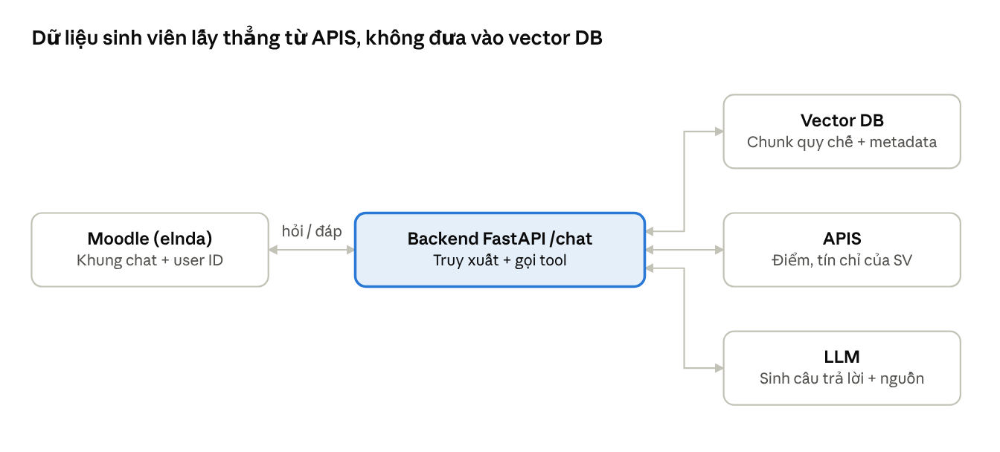 Dữ liệu sinh viên lấy thẳng từ APIS, không đưa vào vector DB
Vector DB
Chunk quy chế + metadata
Moodle (elnda)
Khung chat + user ID
hỏi / đáp
Backend FastAPI /chat
Truy xuất + gọi tool
APIS
Điểm, tín chỉ của SV
LLM
Sinh câu trả lời + nguồn